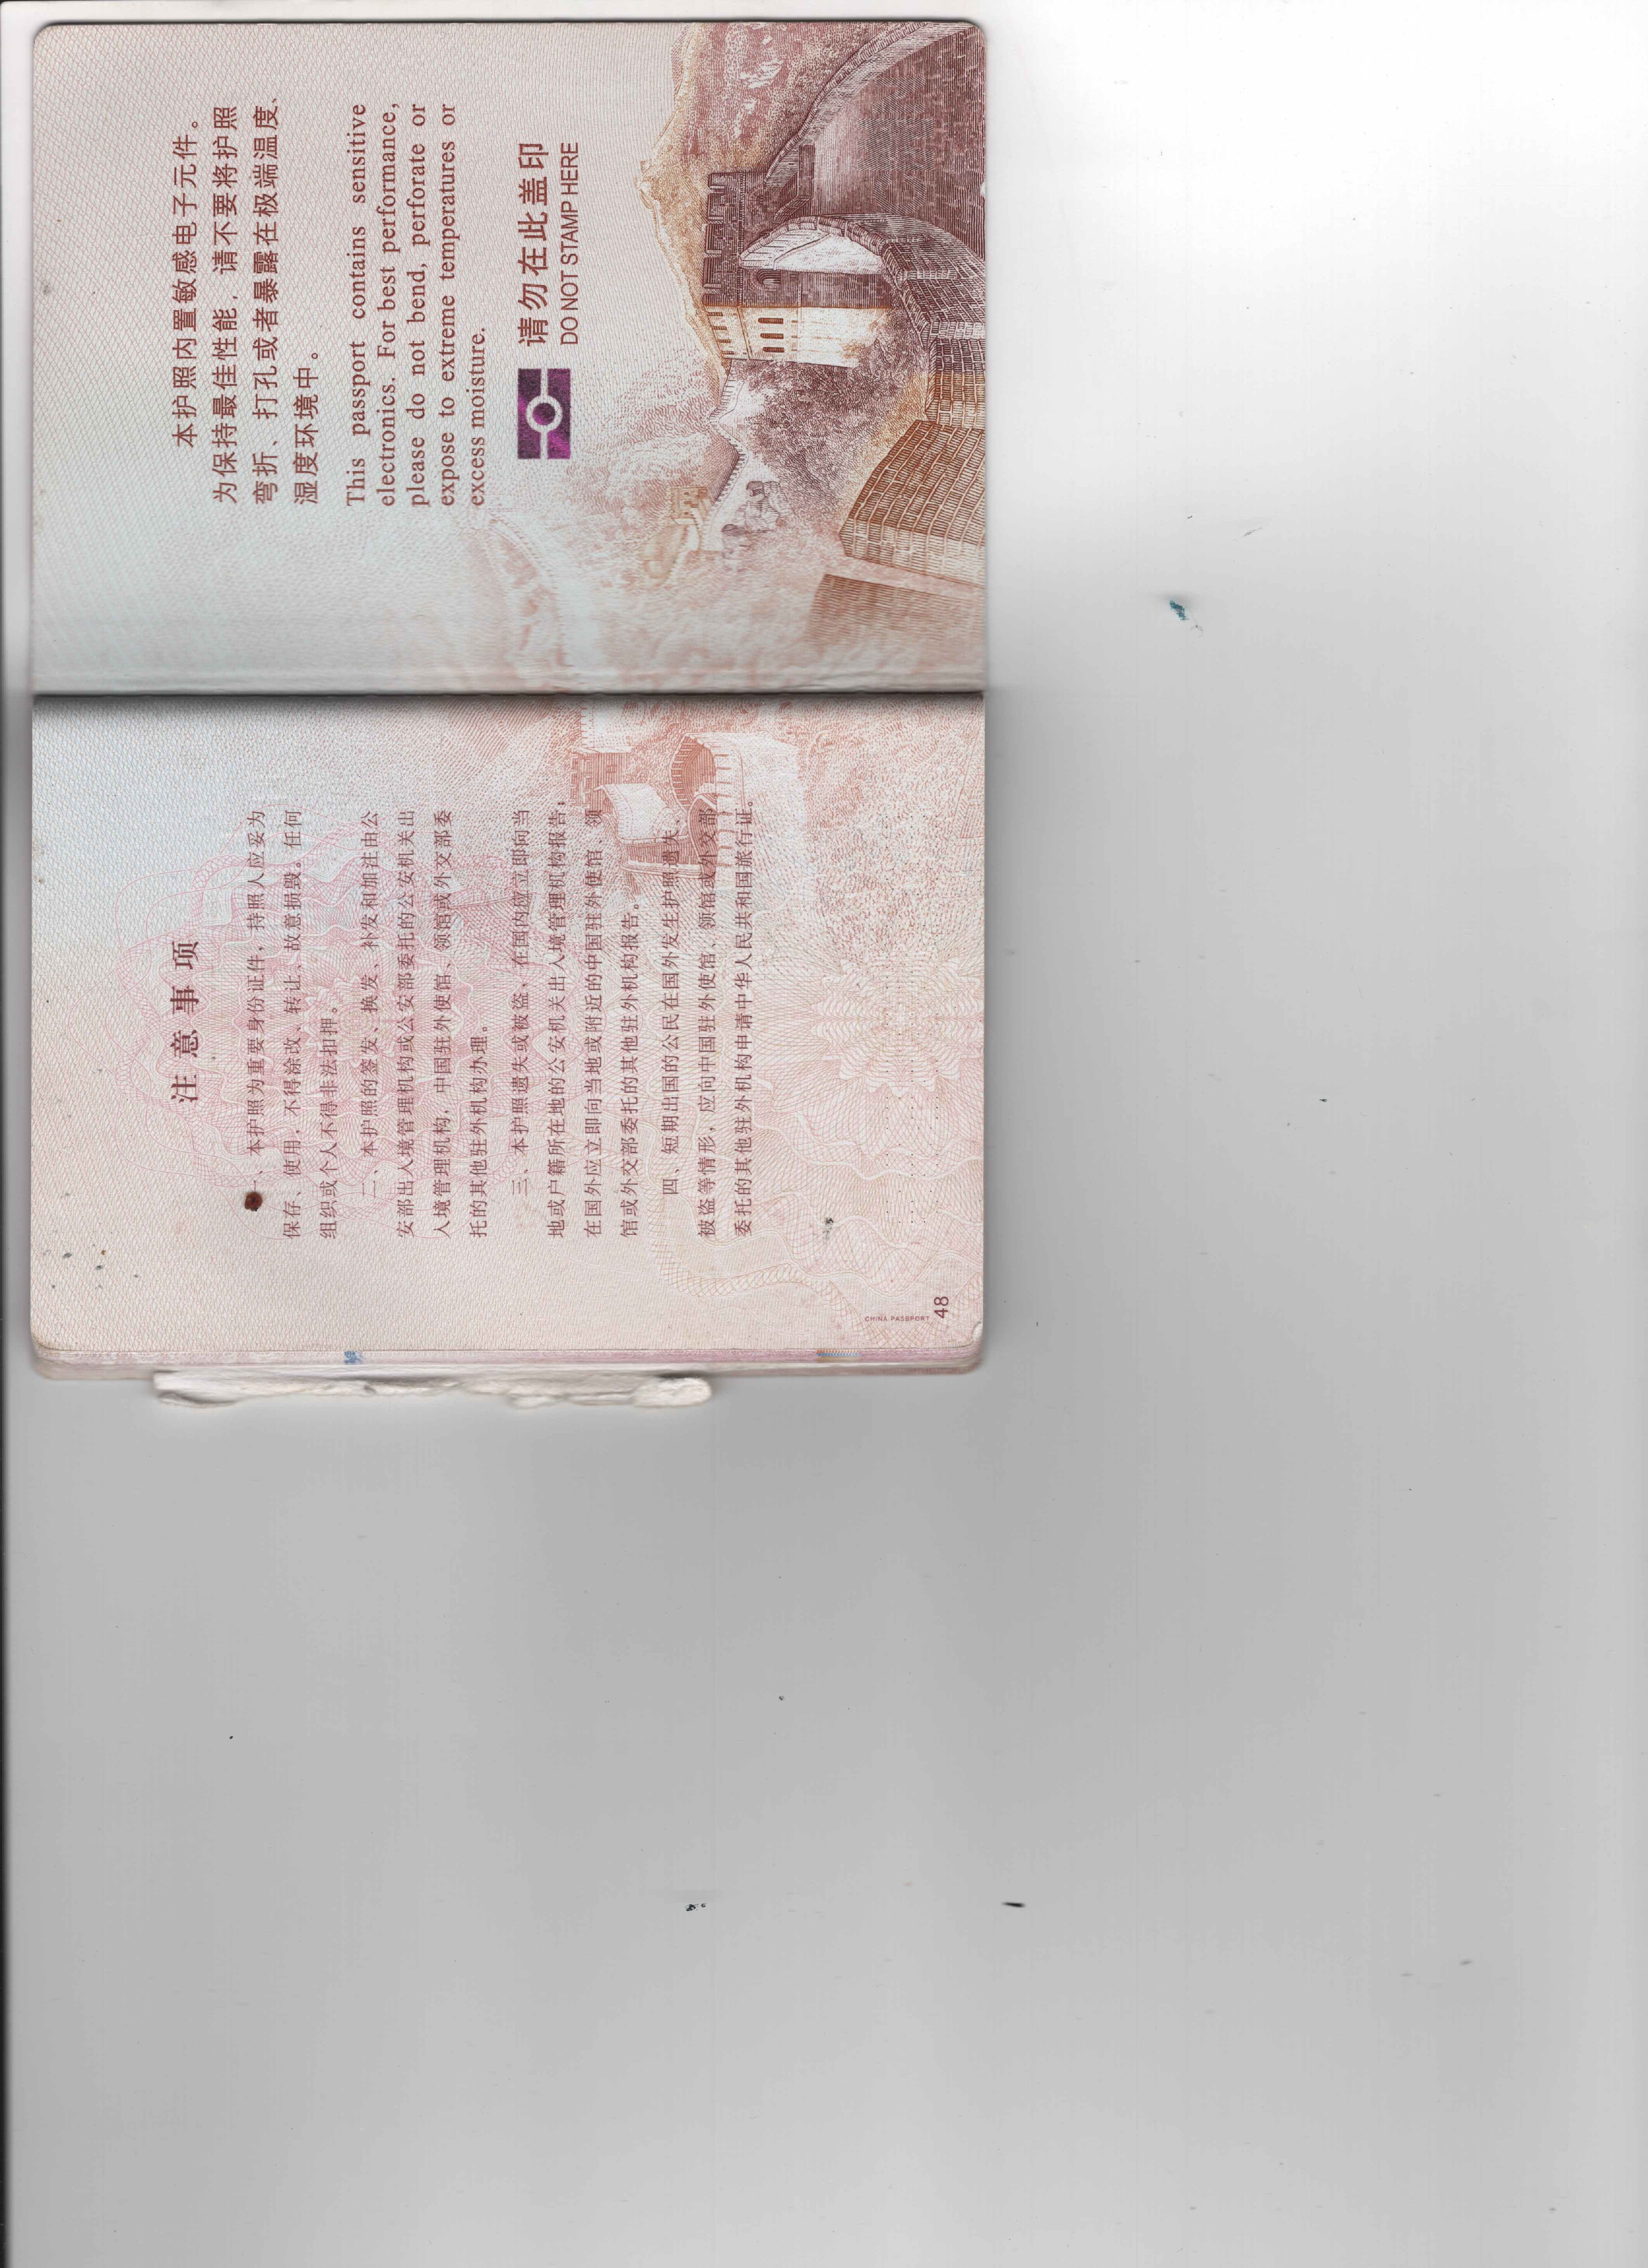 注意事项
一、本护照为重要身份证件，持照人应妥为
保存、使用，不得涂改、转让、故意损毁。任何
组织或个人不得非法扣押。
二、本护照的签发、换发、补发和加注由公
安部出入境管理机构或公安部委托的公安机关出
入境管理机构，中国驻外使馆、领馆或外交部委
托的其他驻外机构办理。
三、本护照遗失或被盗，在国内应立即向当
地或户籍所在地的公安机关出入境管理机构报告；
在国外应立即向当地或附近的中国驻外使馆、领
馆或外交部委托的其他驻外机构报告。
四、短期出国的公民在国外发生护照遗失、
被盗等情形，应向中国驻外使馆、领馆或外交部
委托的其他驻外机构申请中华人民共和国旅行证。
CHINA PASSPORT
48
本护照内置敏感电子元件。
为保持最佳性能，请不要将护照
弯折、打孔或者暴露在极端温度、
湿度环境中。
This passport contains sensitive
electronics. For best performance,
please do not bend, perforate or
expose to extreme temperatures or
excess moisture.
请勿在此盖印
DO NOT STAMP HERE